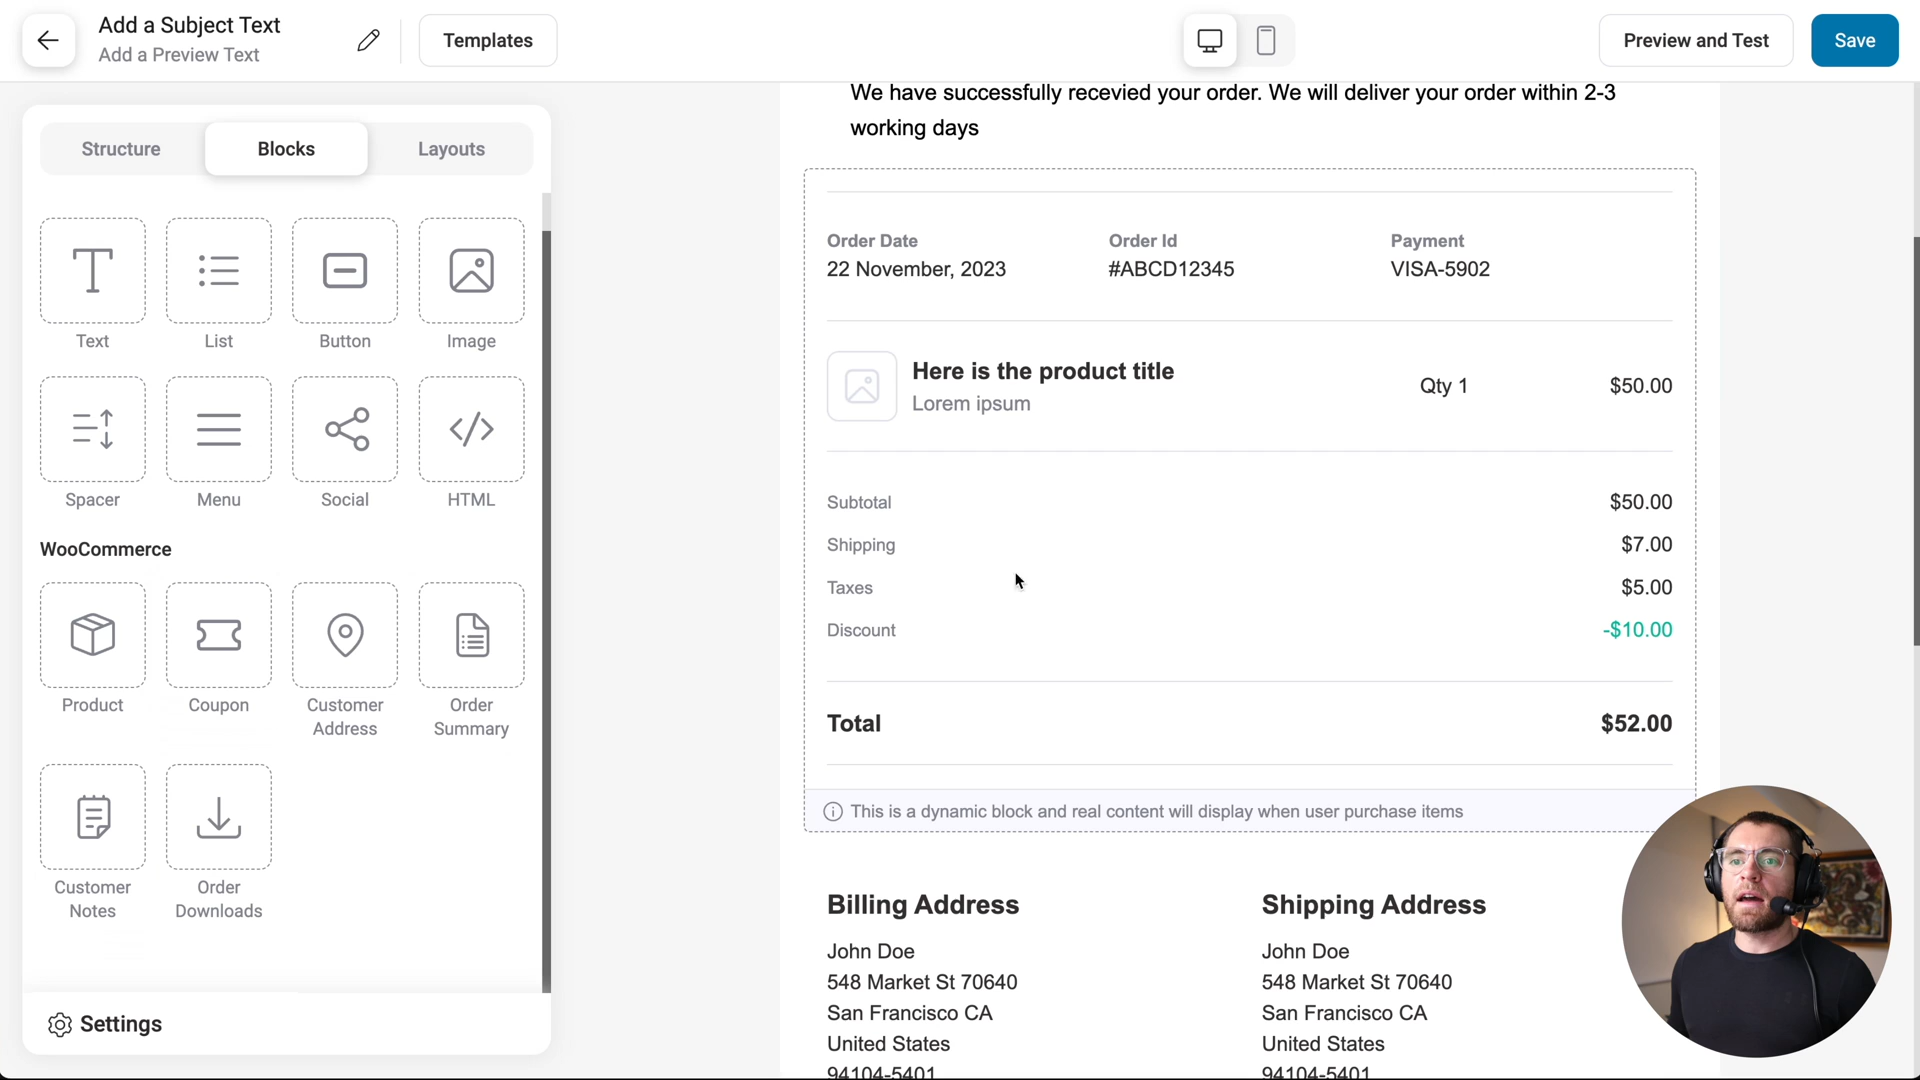 Add a Subject Text
Add a Preview Text
Templates
Preview and Test
Save
Structure
Blocks
Layouts
Text
List
Button
Image
Spacer
Menu
Social
HTML
WooCommerce
Product
Coupon
Customer
Address
Order
Summary
Customer
Notes
Order
Downloads
Settings
We have successfully recevied your order. We will deliver your order within 2-3
working days
Order Date
22 November, 2023
Order Id
#ABCD12345
Payment
VISA-5902
Here is the product title
Lorem ipsum
Qty 1
$50.00
Subtotal
$50.00
Shipping
$7.00
Taxes
$5.00
Discount
-$10.00
Total
$52.00
This is a dynamic block and real content will display when user purchase items
Billing Address
John Doe
548 Market St 70640
San Francisco CA
United States
94104-5401
Shipping Address
John Doe
548 Market St 70640
San Francisco CA
United States
94104-5401